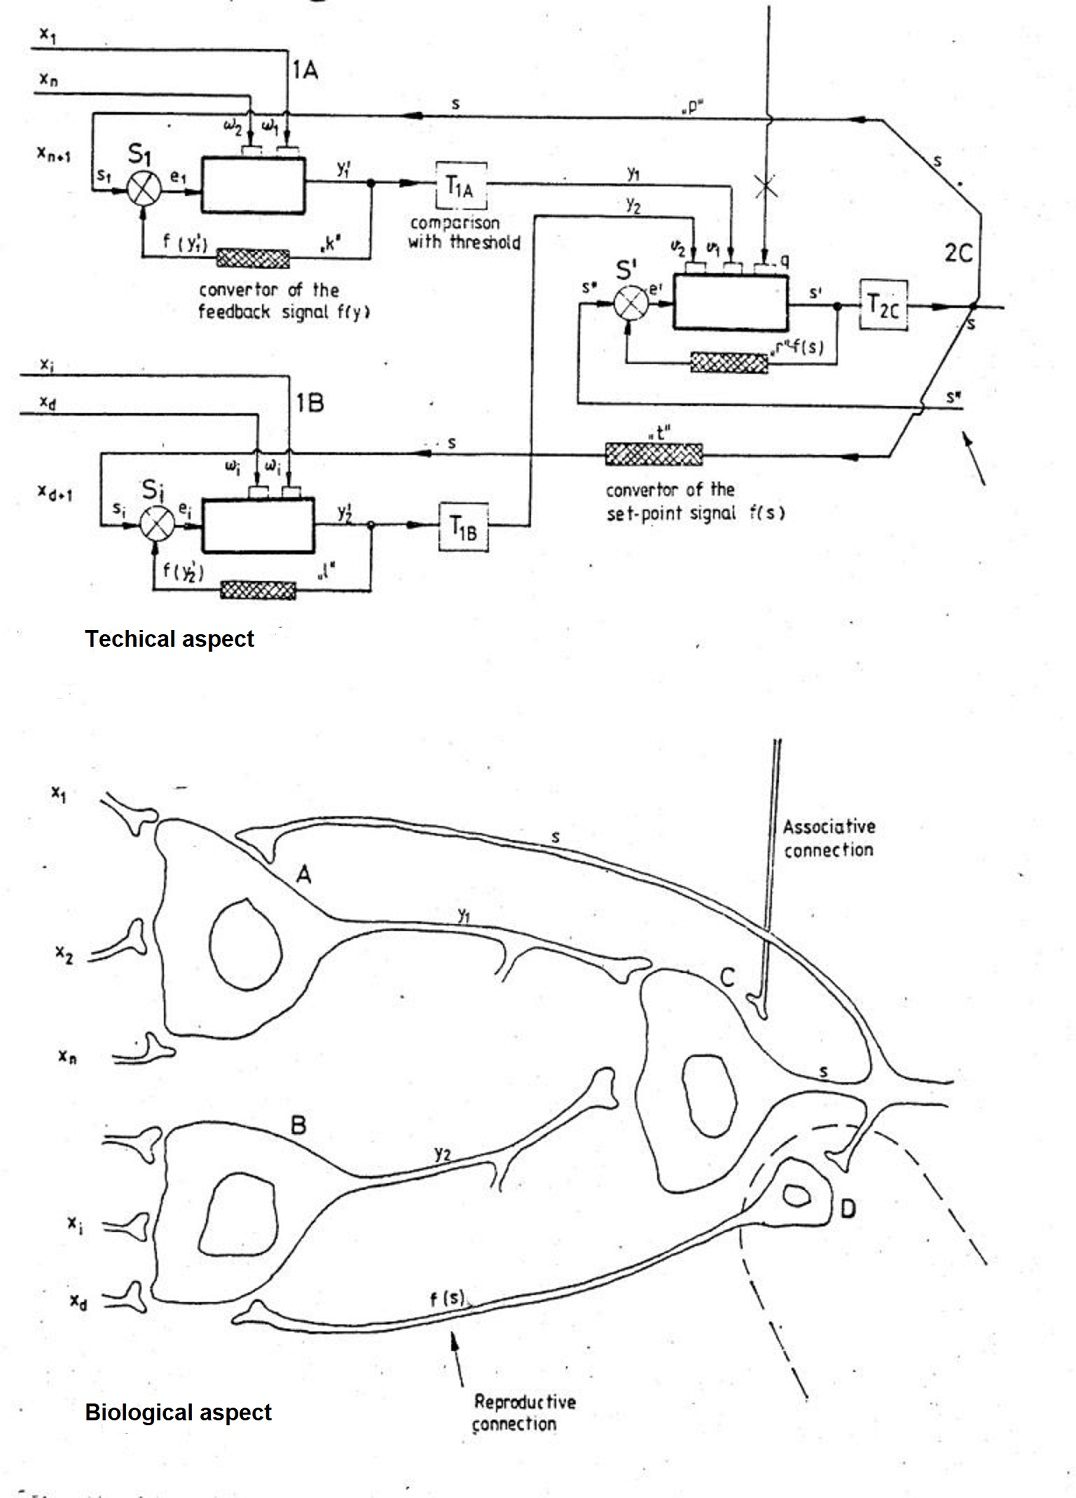 x1
1A
xn
s
„p"
ω2
ω1
s
xn+1
S1
s1
e1
y1'
T1A
y1
y2
comparison
with threshold
f (y1')
„k"
convertor of the
feedback signal f(y)
2C
v2
v1
q
S'
s"
e'
s'
T2C
s
„r" f(s)
xi
xd
1B
s"
s
„t"
ωi
ωi
xd+1
Si
si
ei
y2'
T1B
convertor of the
set-point signal f(s)
f (y2')
„l"
Techical aspect
x1
Associative
connection
s
A
y1
x2
C
xn
s
B
y2
xi
D
xd
f (s)
Reproductive
connection
Biological aspect